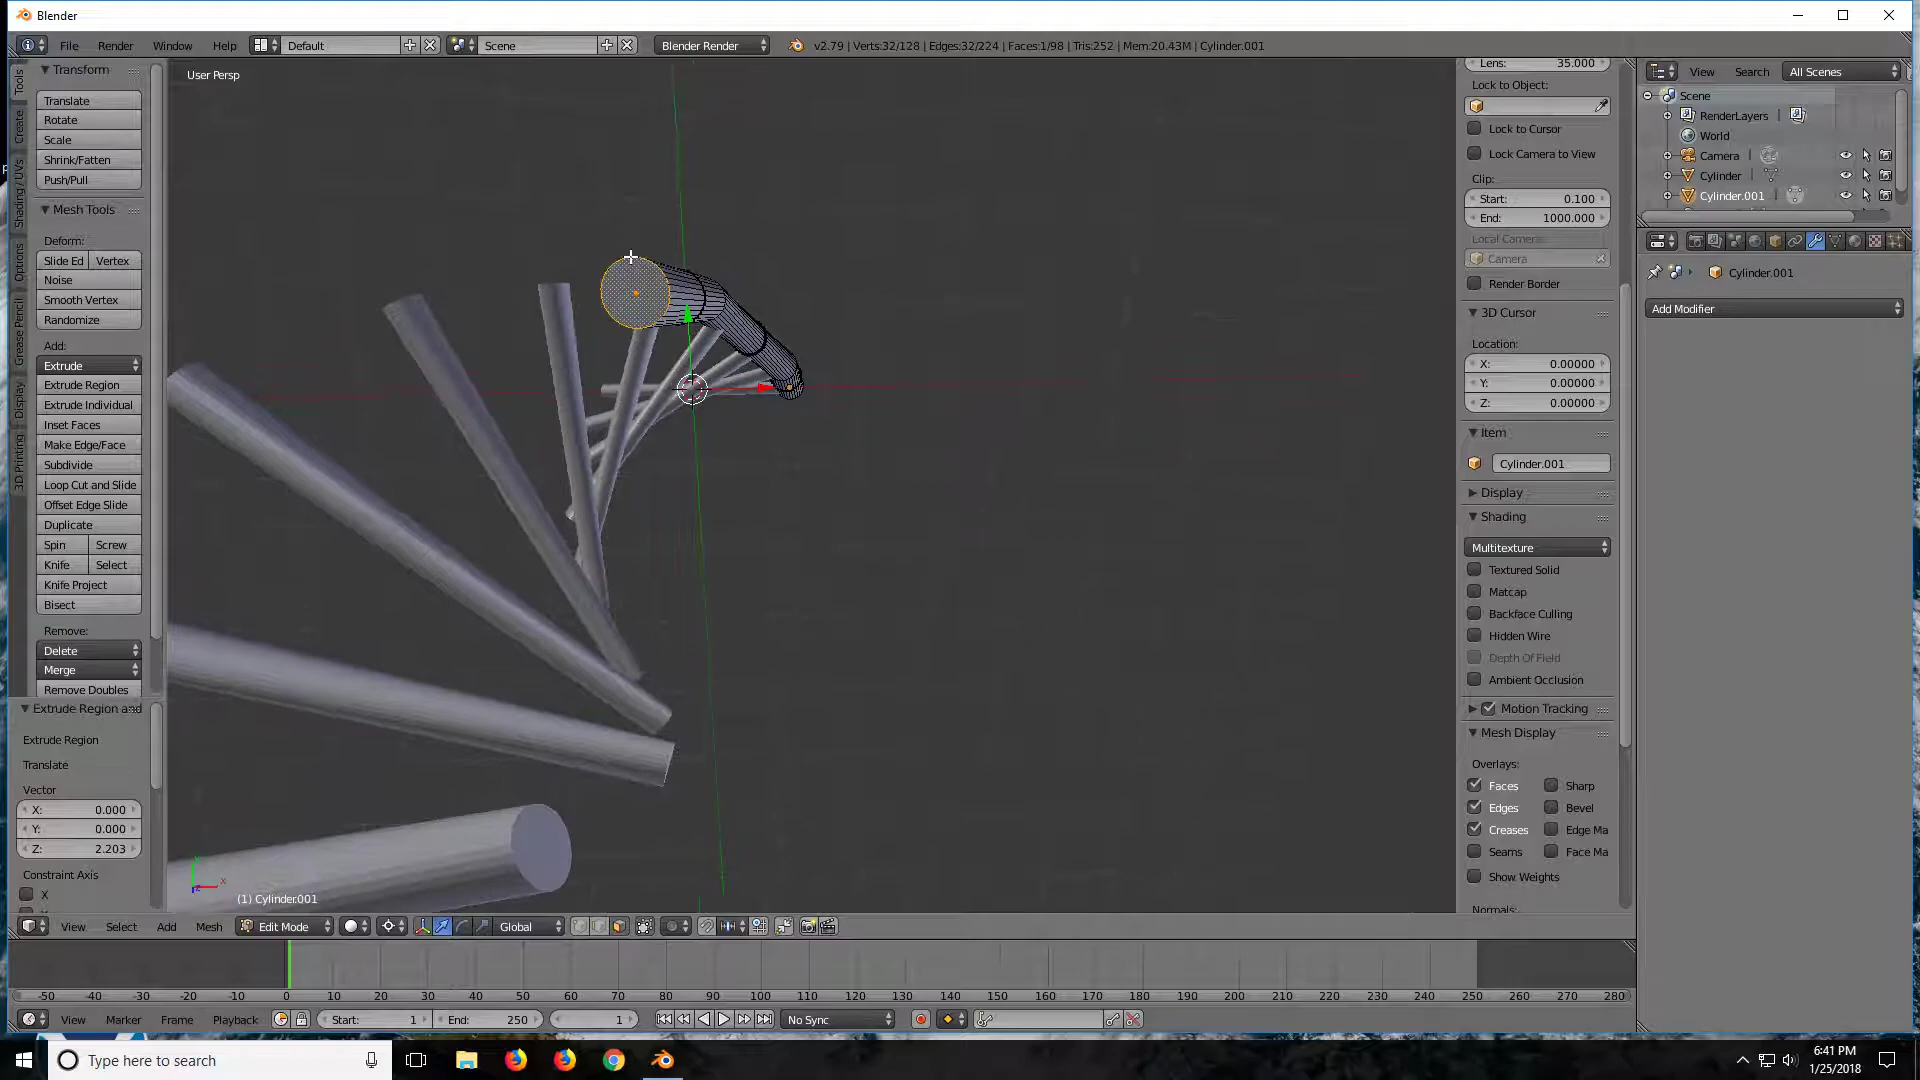 Blender
File Render Window Help Default Scene Blender Render v2.79 | Verts:32/128 | Edges:32/224 | Faces:1/98 | Tris:252 | Mem:20.43M | Cylinder.001
Tools
Create
Shading / UVs
Options
Grease Pencil
Display
3D Printing
Transform
Translate
Rotate
Scale
Shrink/Fatten
Push/Pull
Mesh Tools
Deform:
Slide Ed Vertex
Noise
Smooth Vertex
Randomize
Add:
Extrude
Extrude Region
Extrude Individual
Inset Faces
Make Edge/Face
Subdivide
Loop Cut and Slide
Offset Edge Slide
Duplicate
Spin Screw
Knife Select
Knife Project
Bisect
Remove:
Delete
Merge
Remove Doubles
Extrude Region and
Extrude Region
Translate
Vector
X: 0.000
Y: 0.000
Z: 2.203
Constraint Axis
X
User Persp
(1) Cylinder.001
Lens: 35.000
Lock to Object:
Lock to Cursor
Lock Camera to View
Clip:
Start: 0.100
End: 1000.000
Local Camera:
Camera
Render Border
3D Cursor
Location:
X: 0.00000
Y: 0.00000
Z: 0.00000
Item
Cylinder.001
Display
Shading
Multitexture
Textured Solid
Matcap
Backface Culling
Hidden Wire
Depth Of Field
Ambient Occlusion
Motion Tracking
Mesh Display
Overlays:
Faces Sharp
Edges Bevel
Creases Edge Ma
Seams Face Ma
Show Weights
Normals:
View Search All Scenes
Scene
RenderLayers
World
Camera
Cylinder
Cylinder.001
Cylinder.001
Add Modifier
View Select Add Mesh Edit Mode Global
-50 -40 -30 -20 -10 0 10 20 30 40 50 60 70 80 90 100 110 120 130 140 150 160 170 180 190 200 210 220 230 240 250 260 270 280
View Marker Frame Playback Start: 1 End: 250 1 No Sync
Type here to search
6:41 PM
1/25/2018